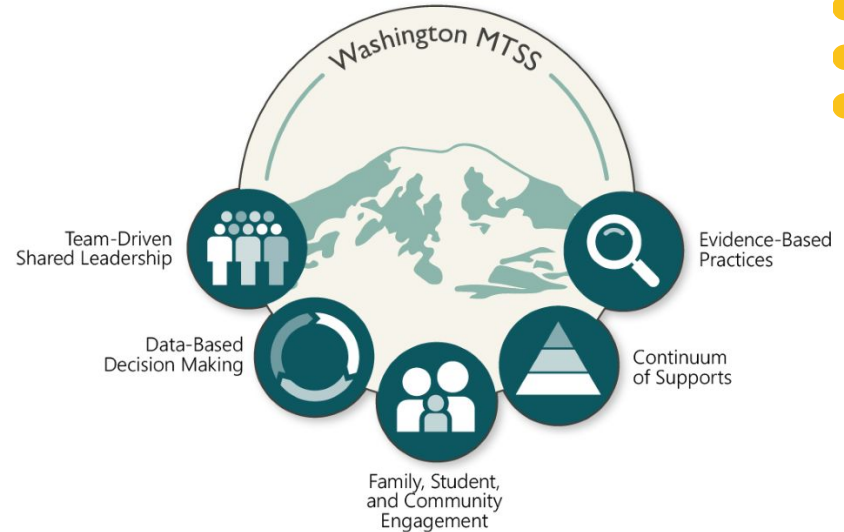 Washington MTSS
Team-Driven
Shared Leadership
Evidence-Based
Practices
Data-Based
Decision Making
Continuum
of Supports
Family, Student,
and Community
Engagement